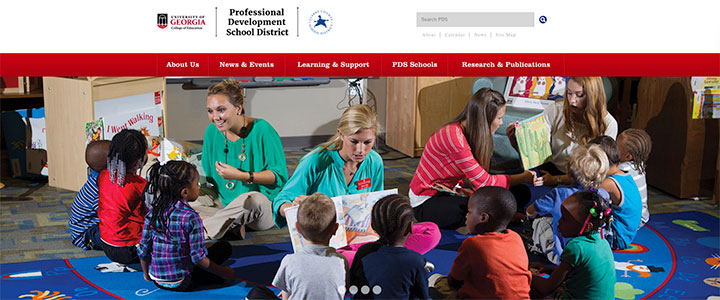 UNIVERSITY OF
GEORGIA
College of Education
Professional
Development
School District
Search PDS
About | Calendar | News | Site Map
About Us
News & Events
Learning & Support
PDS Schools
Research & Publications
I Went Walking